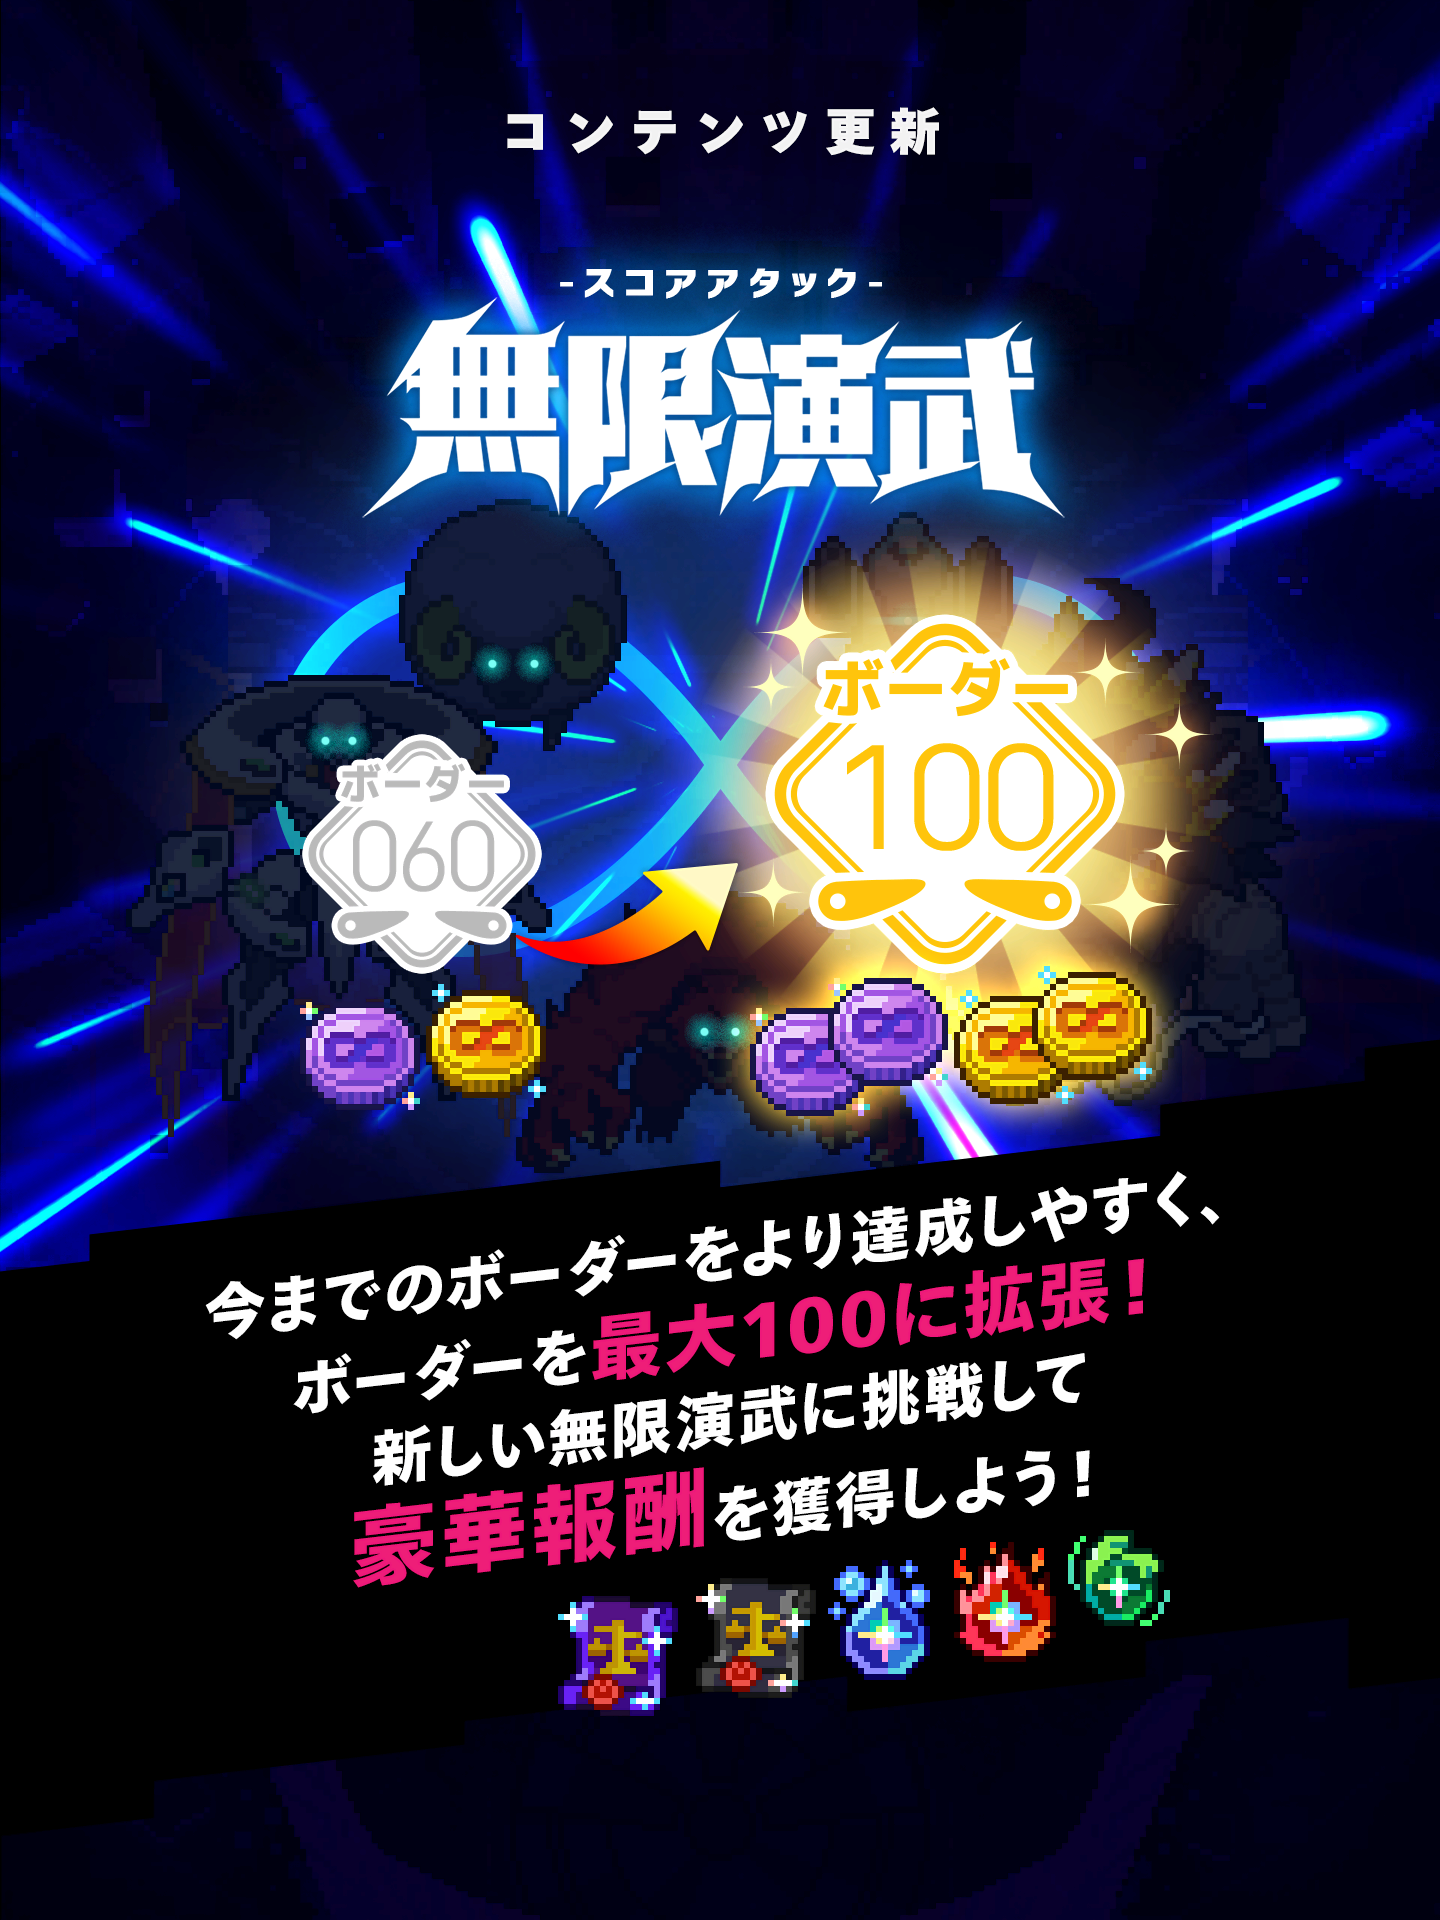 コンテンツ更新
-スコアアタック-
無限演武
ボーダー
060
ボーダー
100
今までのボーダーをより達成しやすく、
ボーダーを最大100に拡張！
新しい無限演武に挑戦して
豪華報酬を獲得しよう！